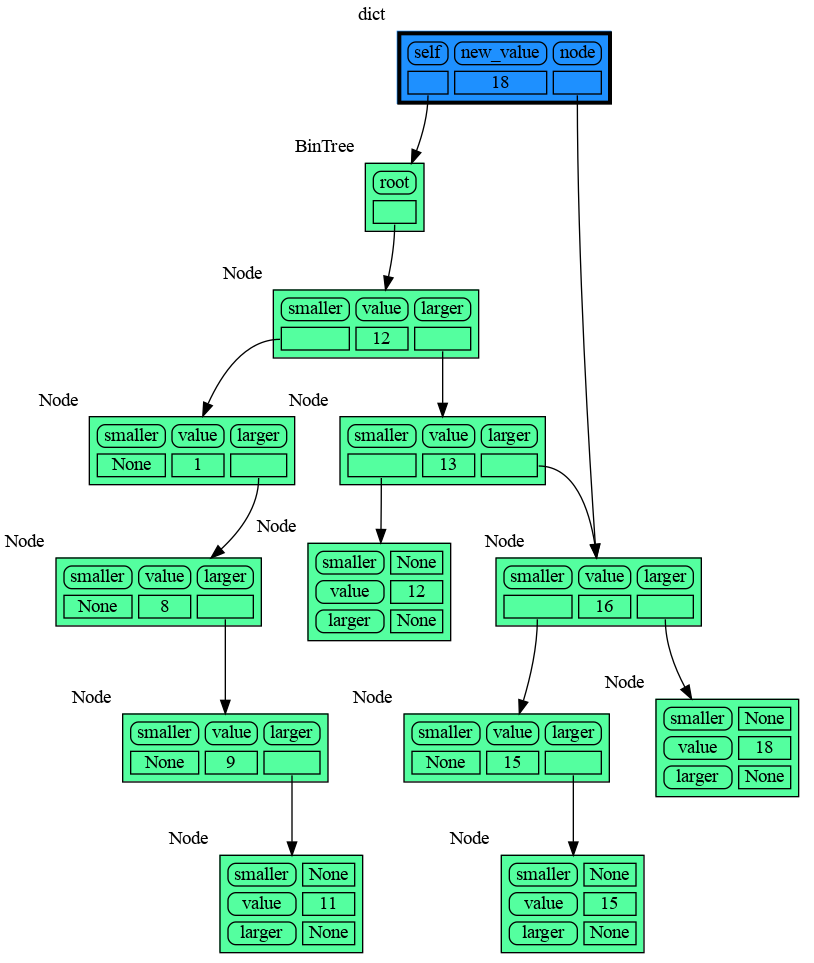 dict
self new_value node
18
BinTree
root
Node
smaller value larger
12
Node
smaller value larger
None 1
Node
smaller value larger
13
Node
smaller value larger
None 8
Node
smaller None
value 12
larger None
Node
smaller value larger
16
Node
smaller value larger
None 9
Node
smaller value larger
None 15
Node
smaller None
value 18
larger None
Node
smaller None
value 11
larger None
Node
smaller None
value 15
larger None